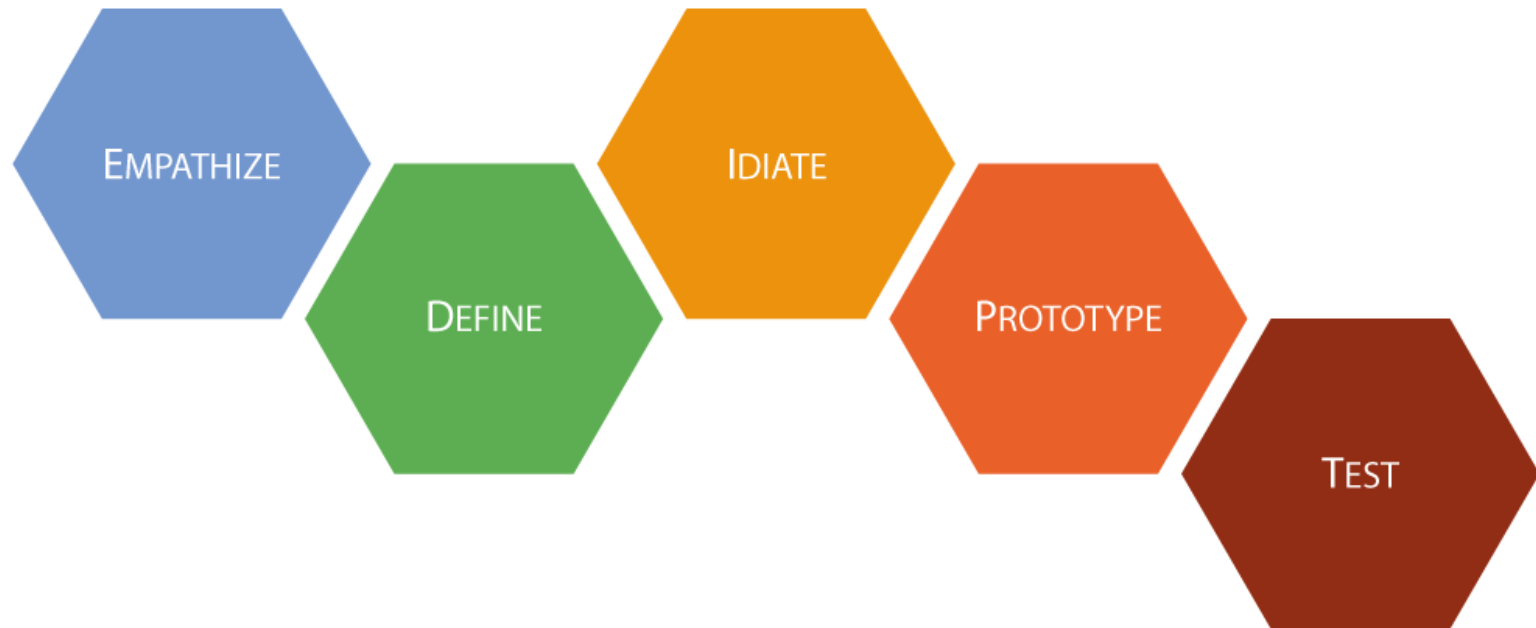 EMPATHIZE
DEFINE
IDIATE
PROTOTYPE
TEST